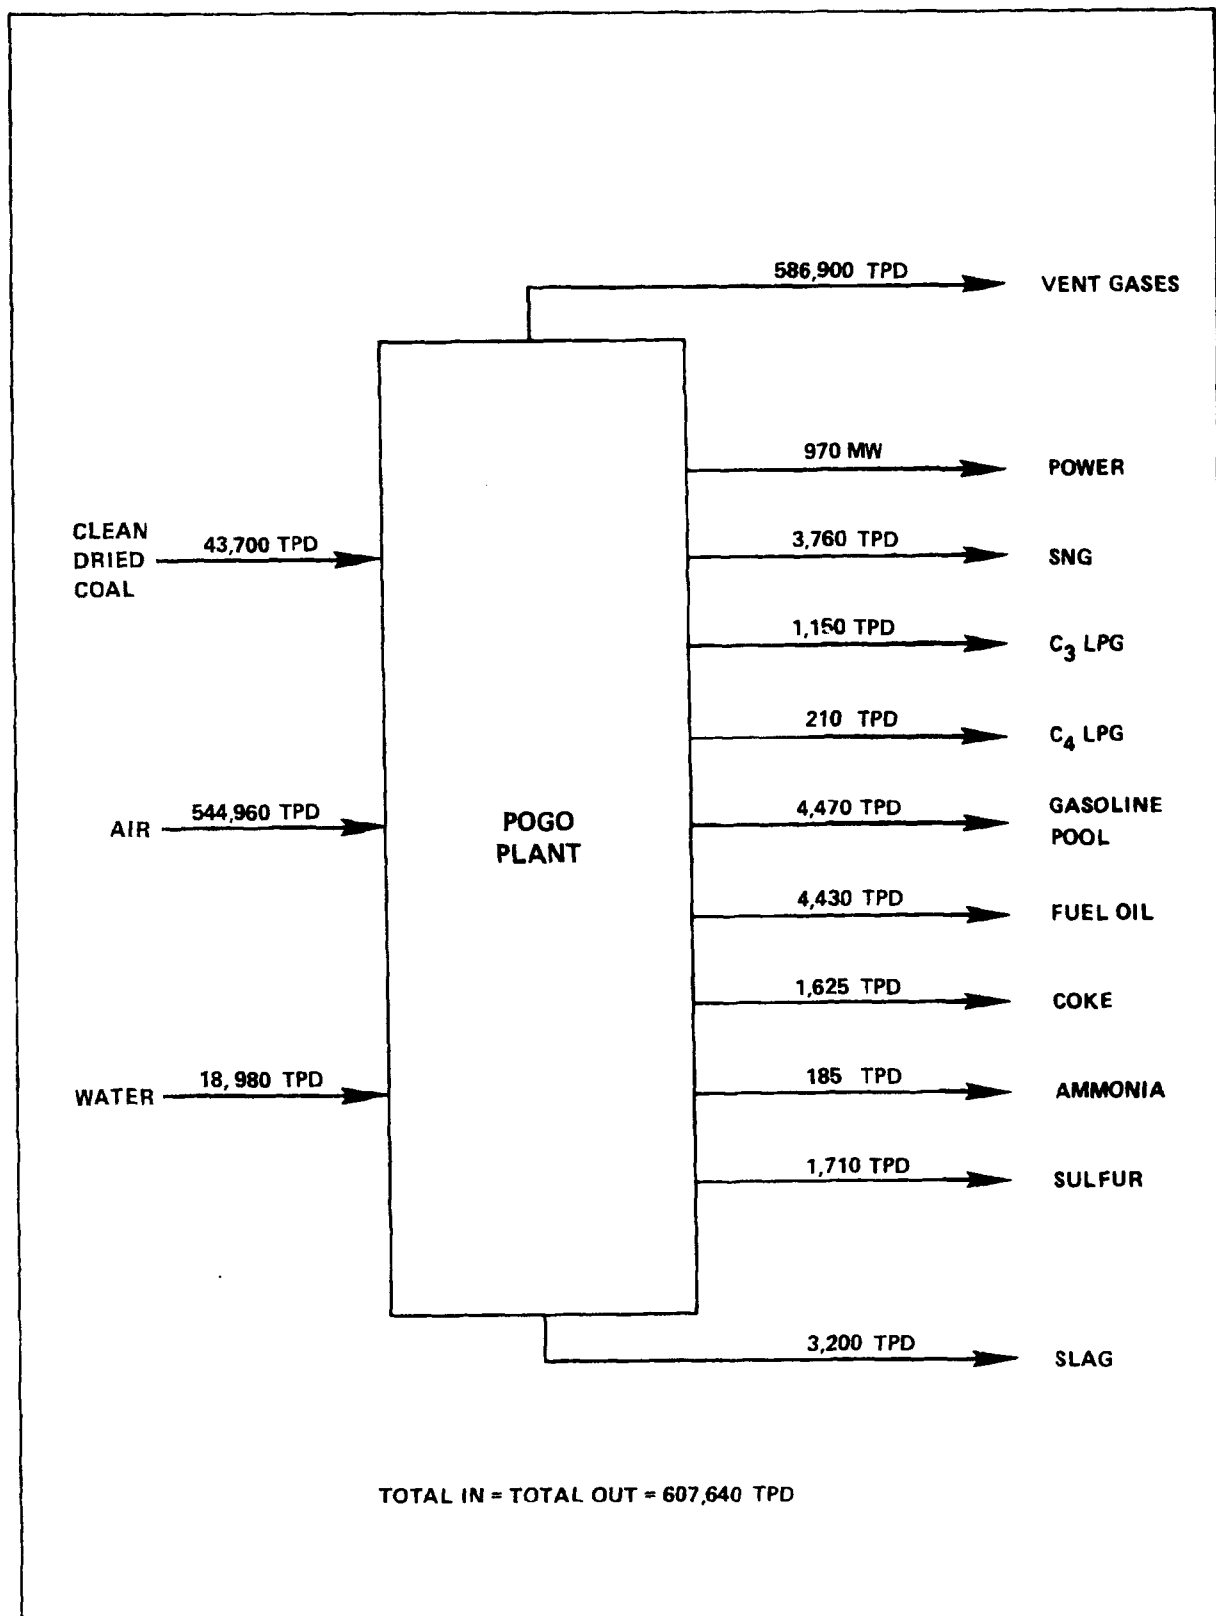 586,900 TPD
VENT GASES
970 MW
POWER
CLEAN
DRIED
COAL
43,700 TPD
3,760 TPD
SNG
1,150 TPD
C3 LPG
210 TPD
C4 LPG
AIR
544,960 TPD
POGO
PLANT
4,470 TPD
GASOLINE
POOL
4,430 TPD
FUEL OIL
1,625 TPD
COKE
WATER
18,980 TPD
185 TPD
AMMONIA
1,710 TPD
SULFUR
3,200 TPD
SLAG
TOTAL IN = TOTAL OUT = 607,640 TPD